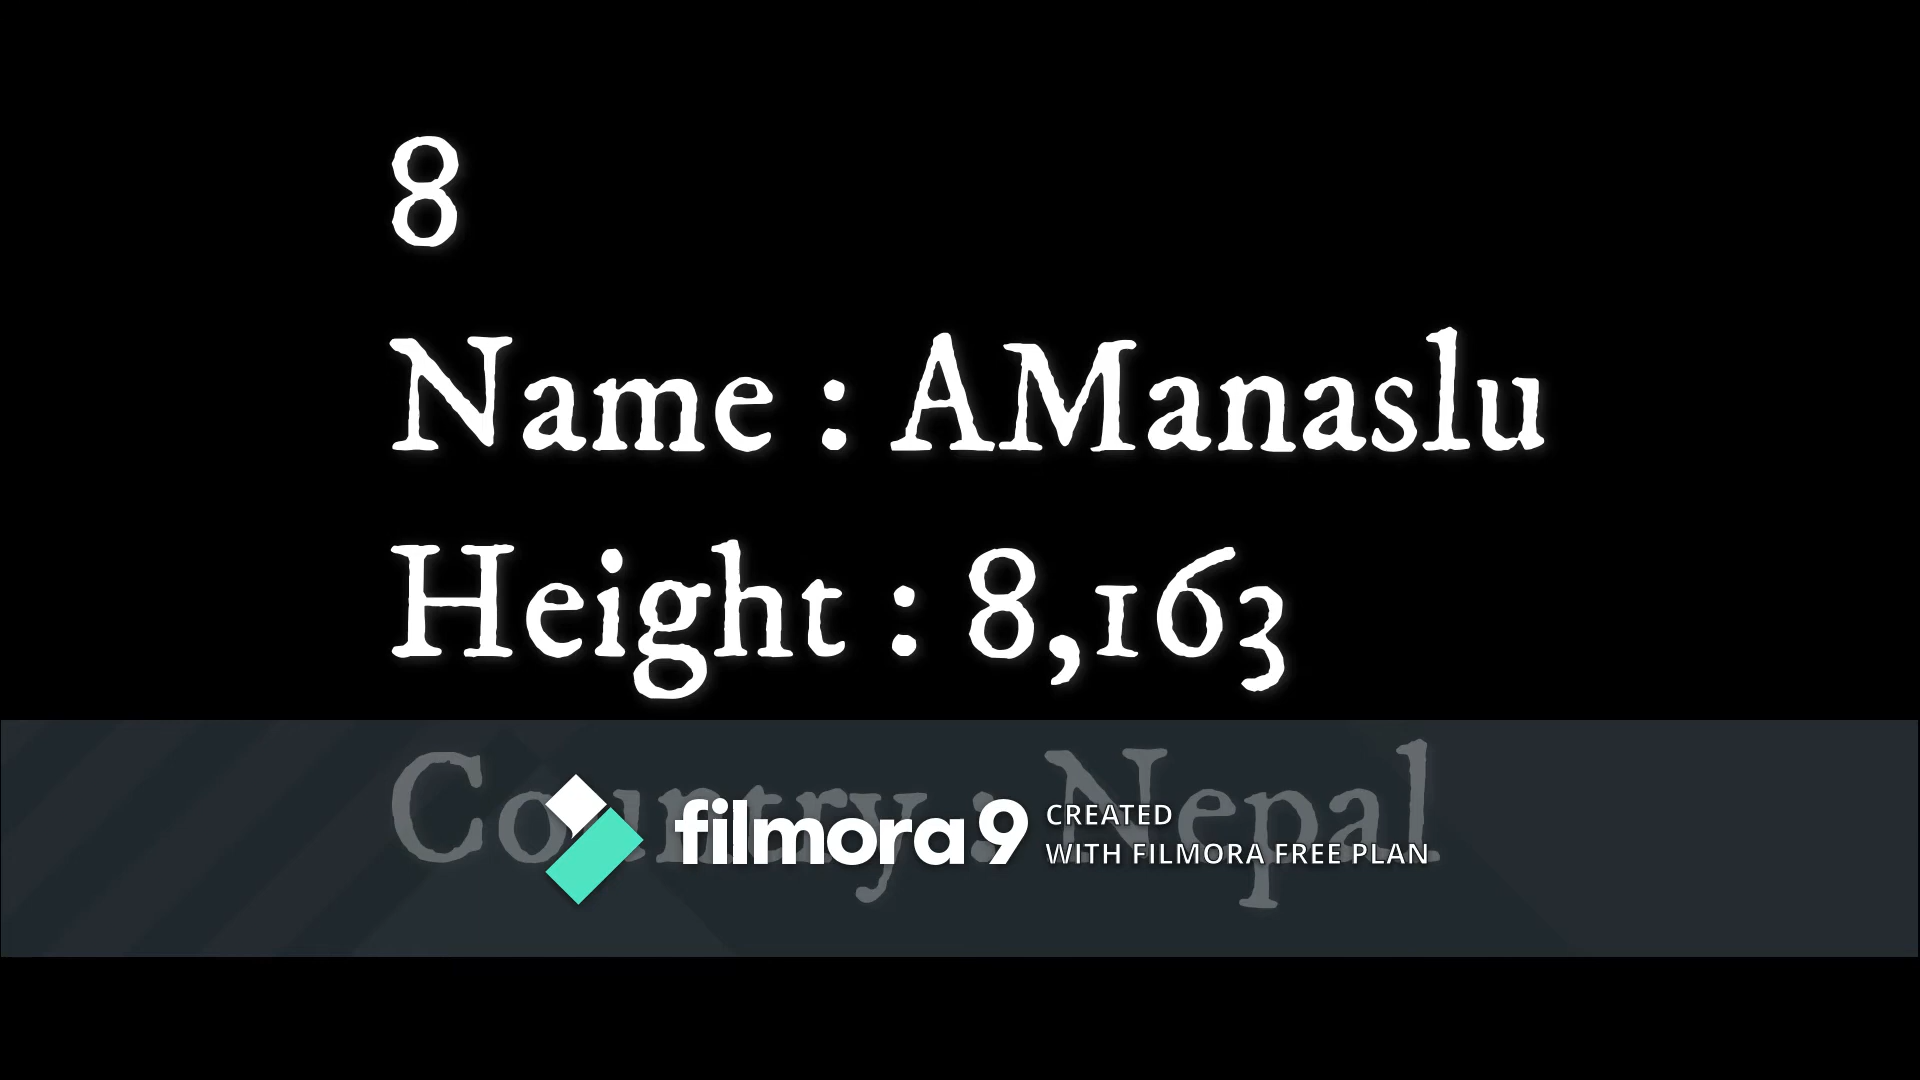 8
Name : AManaslu
Height : 8,163
Country : Nepal
filmora9
CREATED
WITH FILMORA FREE PLAN